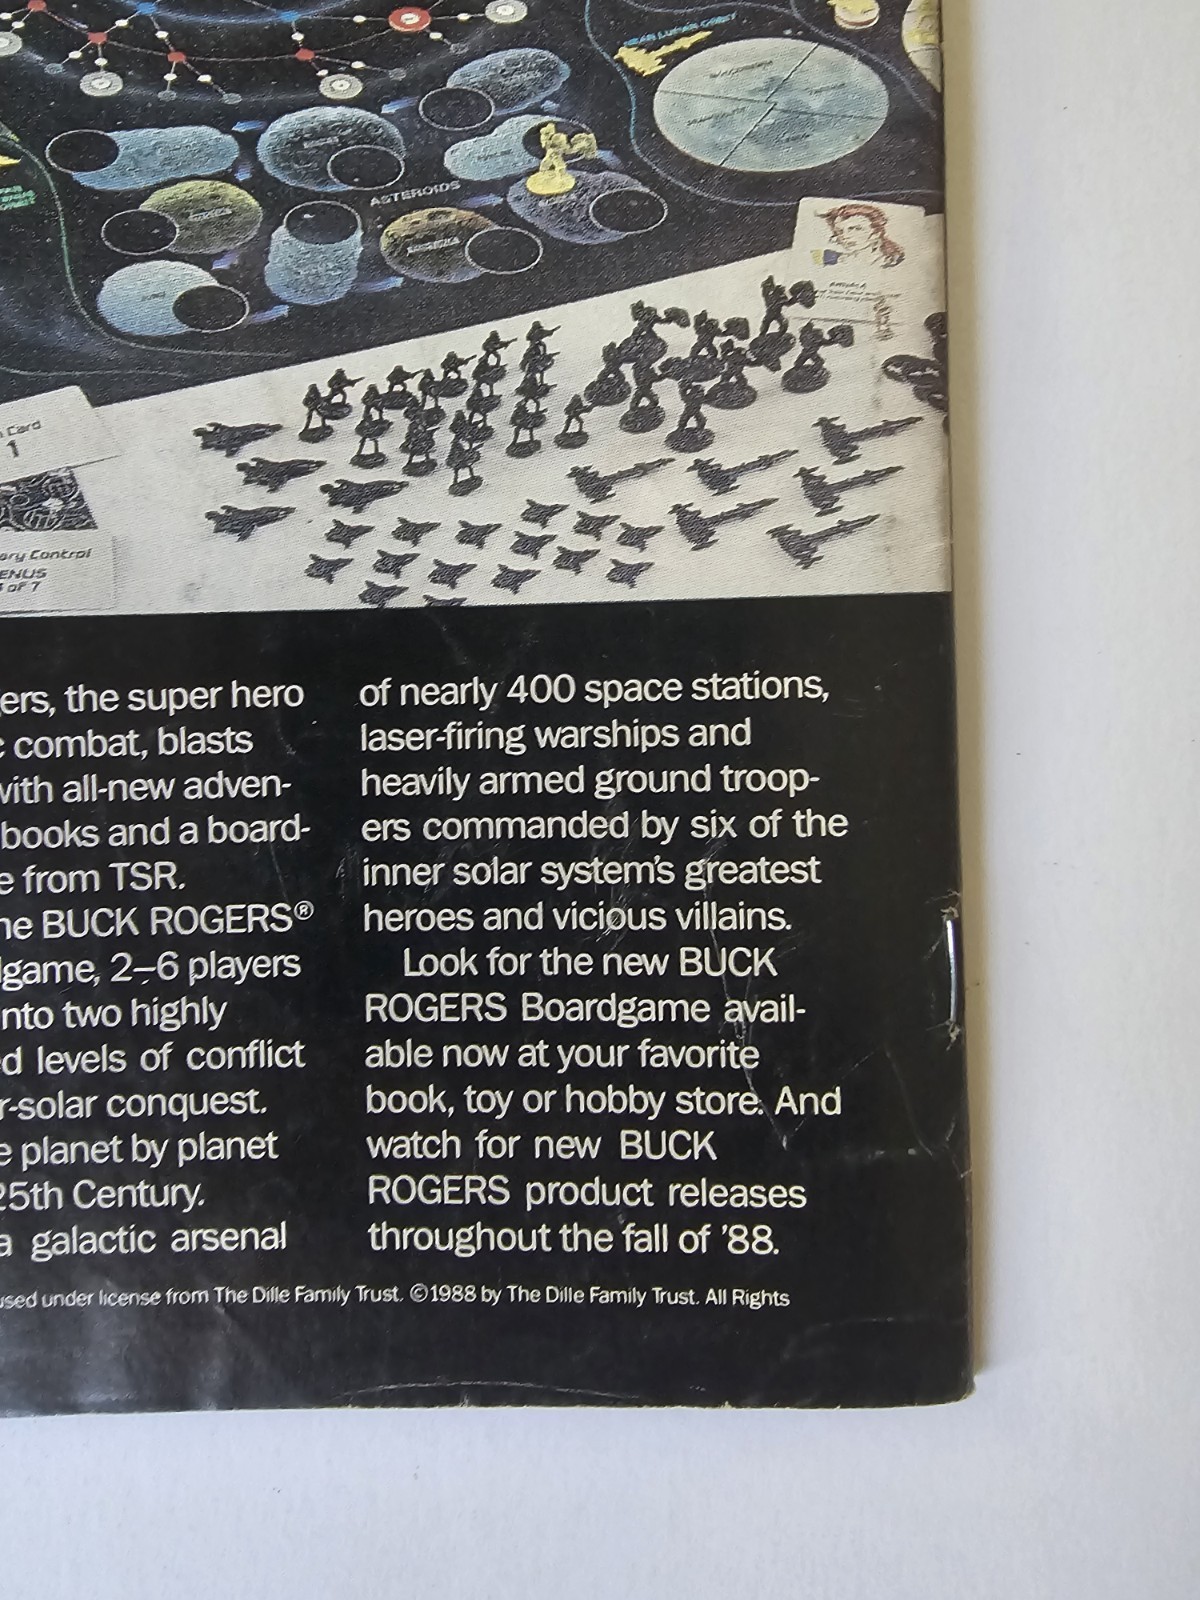 NEAR LUNAR ORBIT
ASTEROIDS
JUNO
Card
1
Control
ENUS
of 7
ers, the super hero
combat, blasts
with all-new adven-
books and a board-
e from TSR.
he BUCK ROGERS®
game, 2–6 players
nto two highly
d levels of conflict
r-solar conquest.
e planet by planet
25th Century.
a galactic arsenal
of nearly 400 space stations,
laser-firing warships and
heavily armed ground troop-
ers commanded by six of the
inner solar system's greatest
heroes and vicious villains.
Look for the new BUCK
ROGERS Boardgame avail-
able now at your favorite
book, toy or hobby store. And
watch for new BUCK
ROGERS product releases
throughout the fall of '88.
used under license from The Dille Family Trust. ©1988 by The Dille Family Trust. All Rights